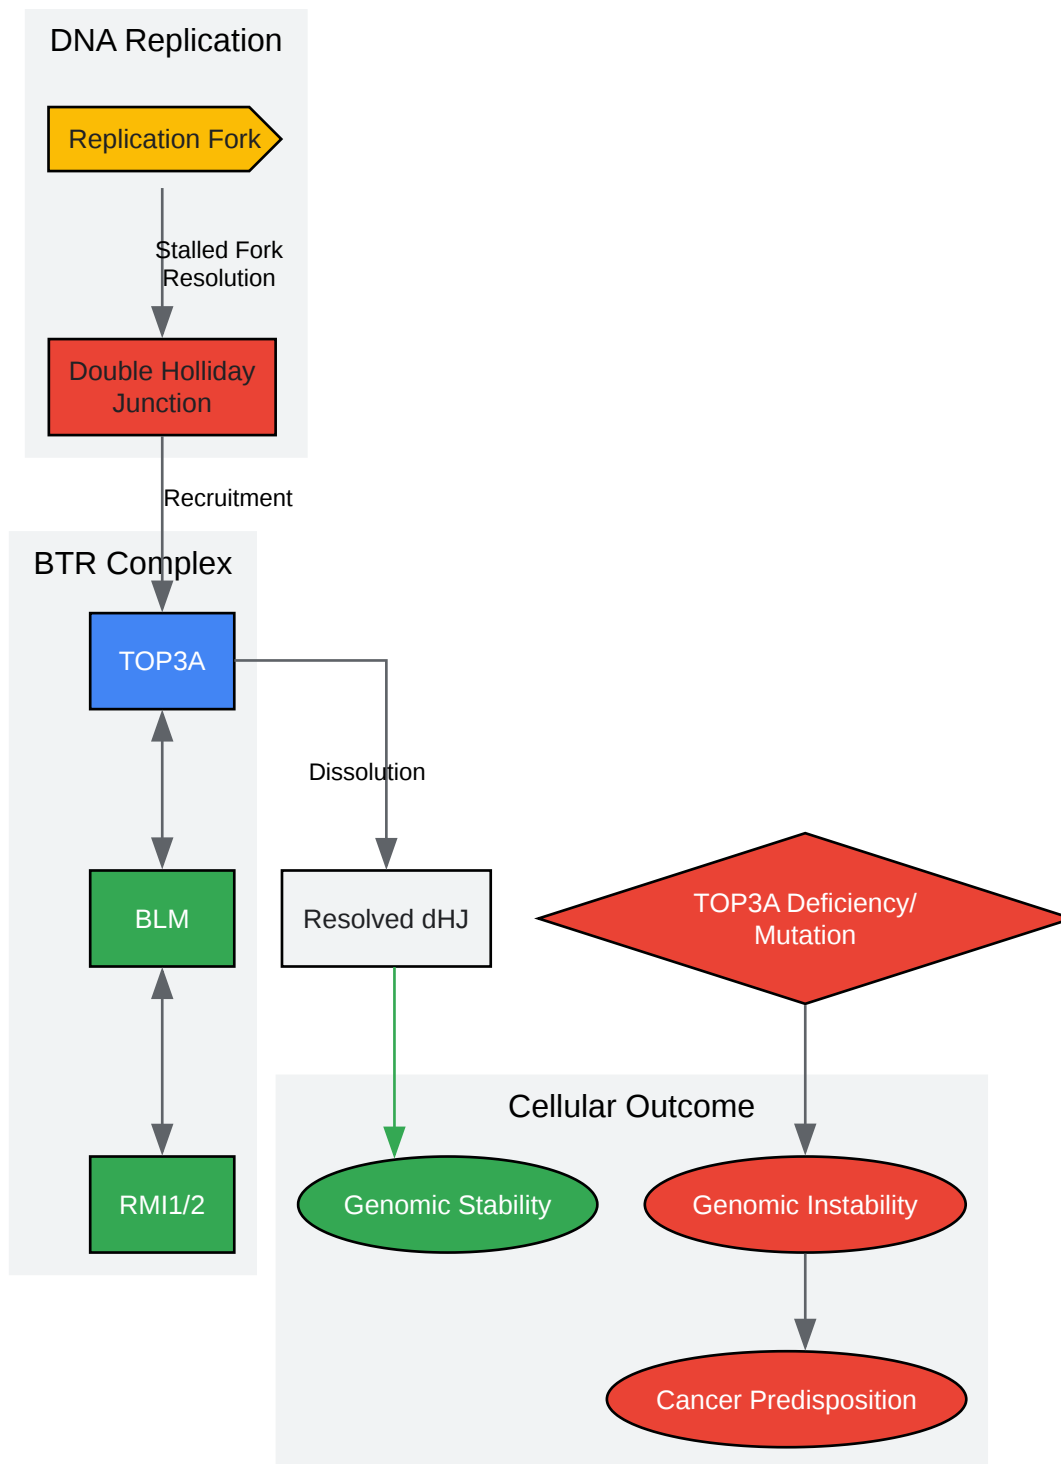 DNA Replication
Replication Fork
Stalled Fork
Resolution
Double Holliday
Junction
Recruitment
BTR Complex
TOP3A
Dissolution
BLM
Resolved dHJ
TOP3A Deficiency/
Mutation
Cellular Outcome
RMI1/2
Genomic Stability
Genomic Instability
Cancer Predisposition